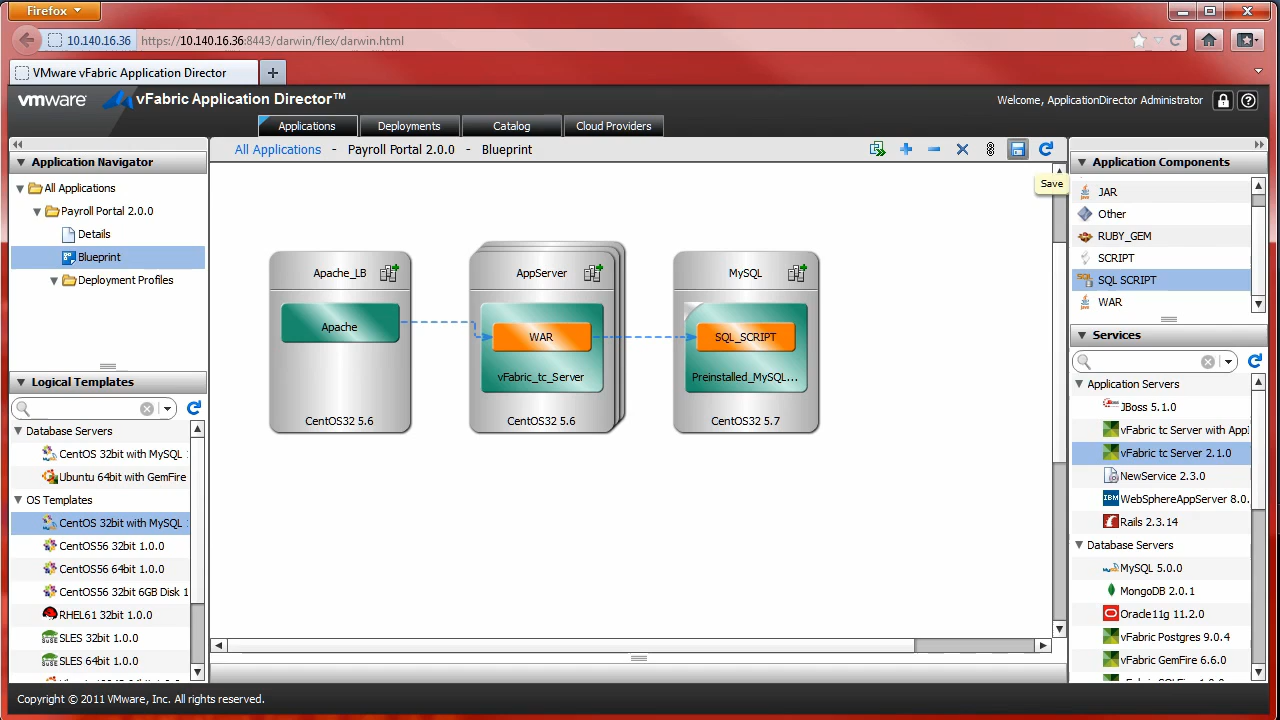 Firefox
10.140.16.36 https://10.140.16.36:8443/darwin/flex/darwin.html
VMware vFabric Application Director
vmware vFabric Application Director™
Welcome, ApplicationDirector Administrator
Applications
Deployments
Catalog
Cloud Providers
Application Navigator
All Applications
Payroll Portal 2.0.0
Details
Blueprint
Deployment Profiles
Logical Templates
Database Servers
CentOS 32bit with MySQL
Ubuntu 64bit with GemFire
OS Templates
CentOS 32bit with MySQL
CentOS56 32bit 1.0.0
CentOS56 64bit 1.0.0
CentOS56 32bit 6GB Disk 1
RHEL61 32bit 1.0.0
SLES 32bit 1.0.0
SLES 64bit 1.0.0
All Applications - Payroll Portal 2.0.0 - Blueprint
Save
Apache_LB
Apache
CentOS32 5.6
AppServer
WAR
vFabric_tc_Server
CentOS32 5.6
MySQL
SQL_SCRIPT
Preinstalled_MySQL...
CentOS32 5.7
Application Components
JAR
Other
RUBY_GEM
SCRIPT
SQL SCRIPT
WAR
Services
Application Servers
JBoss 5.1.0
vFabric tc Server with Appl
vFabric tc Server 2.1.0
NewService 2.3.0
IBM WebSphereAppServer 8.0.
Rails 2.3.14
Database Servers
MySQL 5.0.0
MongoDB 2.0.1
Oracle11g 11.2.0
vFabric Postgres 9.0.4
vFabric GemFire 6.6.0
Copyright © 2011 VMware, Inc. All rights reserved.